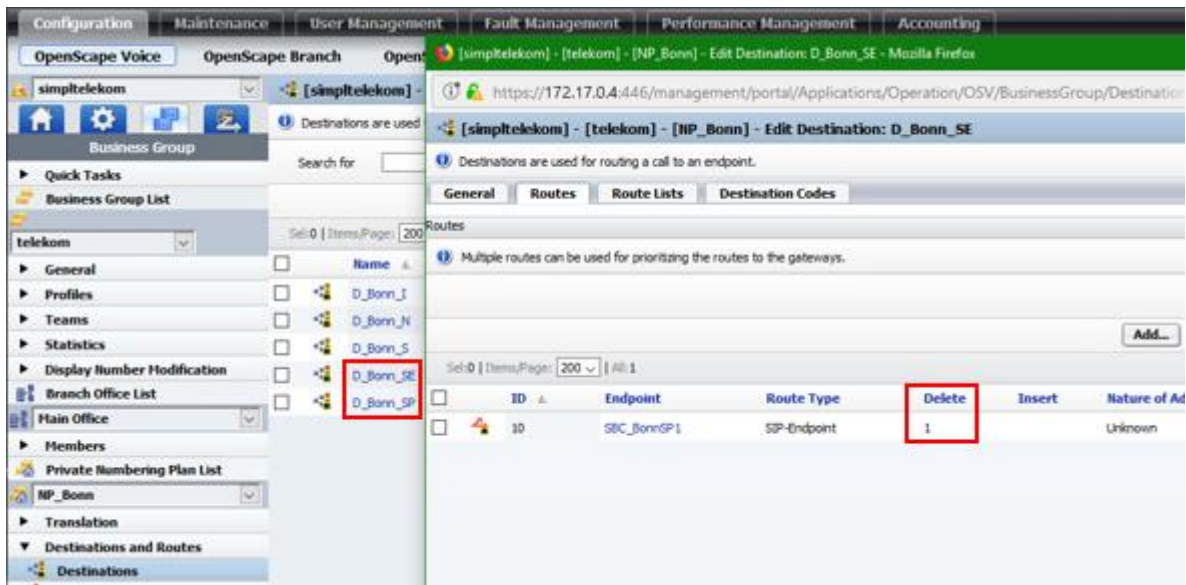 Configuration Maintenance User Management Fault Management Performance Management Accounting
OpenScape Voice OpenScape Branch Open
simpltelekom
Business Group
Quick Tasks
Business Group List
telekom
General
Profiles
Teams
Statistics
Display Number Modification
Branch Office List
Main Office
Members
Private Numbering Plan List
NP_Bonn
Translation
Destinations and Routes
Destinations
[simpltelekom] -
Destinations are used
Search for
Sel:0 | Items/Page: 200
Name
D_Bonn_I
D_Bonn_N
D_Bonn_S
D_Bonn_SE
D_Bonn_SP
[simpltelekom] - [telekom] - [NP_Bonn] - Edit Destination: D_Bonn_SE - Mozilla Firefox
https://172.17.0.4:446/management/portal/Applications/Operation/OSV/BusinessGroup/Destination
[simpltelekom] - [telekom] - [NP_Bonn] - Edit Destination: D_Bonn_SE
Destinations are used for routing a call to an endpoint.
General Routes Route Lists Destination Codes
Routes
Multiple routes can be used for prioritizing the routes to the gateways.
Add...
Sel:0 | Items/Page: 200 | All: 1
ID Endpoint Route Type Delete Insert Nature of Ad
10 SBC_BonnSP1 SIP-Endpoint 1 Unknown